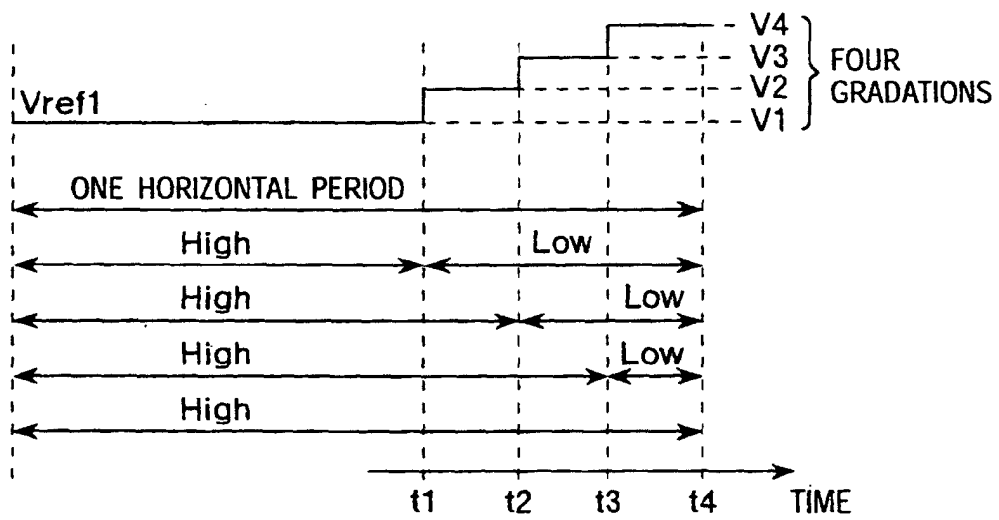 V4
V3
V2
V1
FOUR
GRADATIONS
Vref1
ONE HORIZONTAL PERIOD
High Low
High Low
High Low
High
t1 t2 t3 t4 TIME